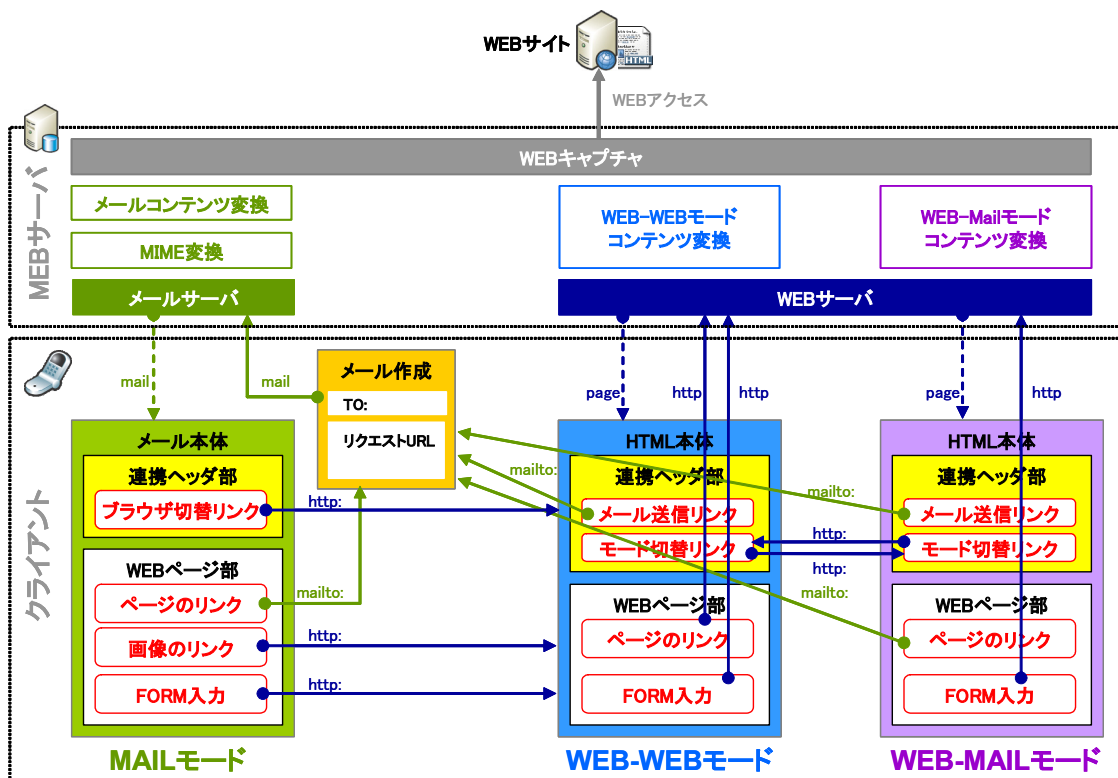 WEBサイト
HTML
WEBアクセス
MEBサーバ
WEBキャプチャ
メールコンテンツ変換
MIME変換
メールサーバ
WEB-WEBモード
コンテンツ変換
WEB-Mailモード
コンテンツ変換
WEBサーバ
クライアント
mail
mail
メール作成
TO:
リクエストURL
page
http
http
page
http
メール本体
連携ヘッダ部
ブラウザ切替リンク
http:
WEBページ部
ページのリンク
mailto:
画像のリンク
http:
FORM入力
http:
MAILモード
HTML本体
連携ヘッダ部
mailto:
メール送信リンク
モード切替リンク
WEBページ部
ページのリンク
FORM入力
WEB-WEBモード
mailto:
http:
http:
mailto:
HTML本体
連携ヘッダ部
メール送信リンク
モード切替リンク
WEBページ部
ページのリンク
FORM入力
WEB-MAILモード